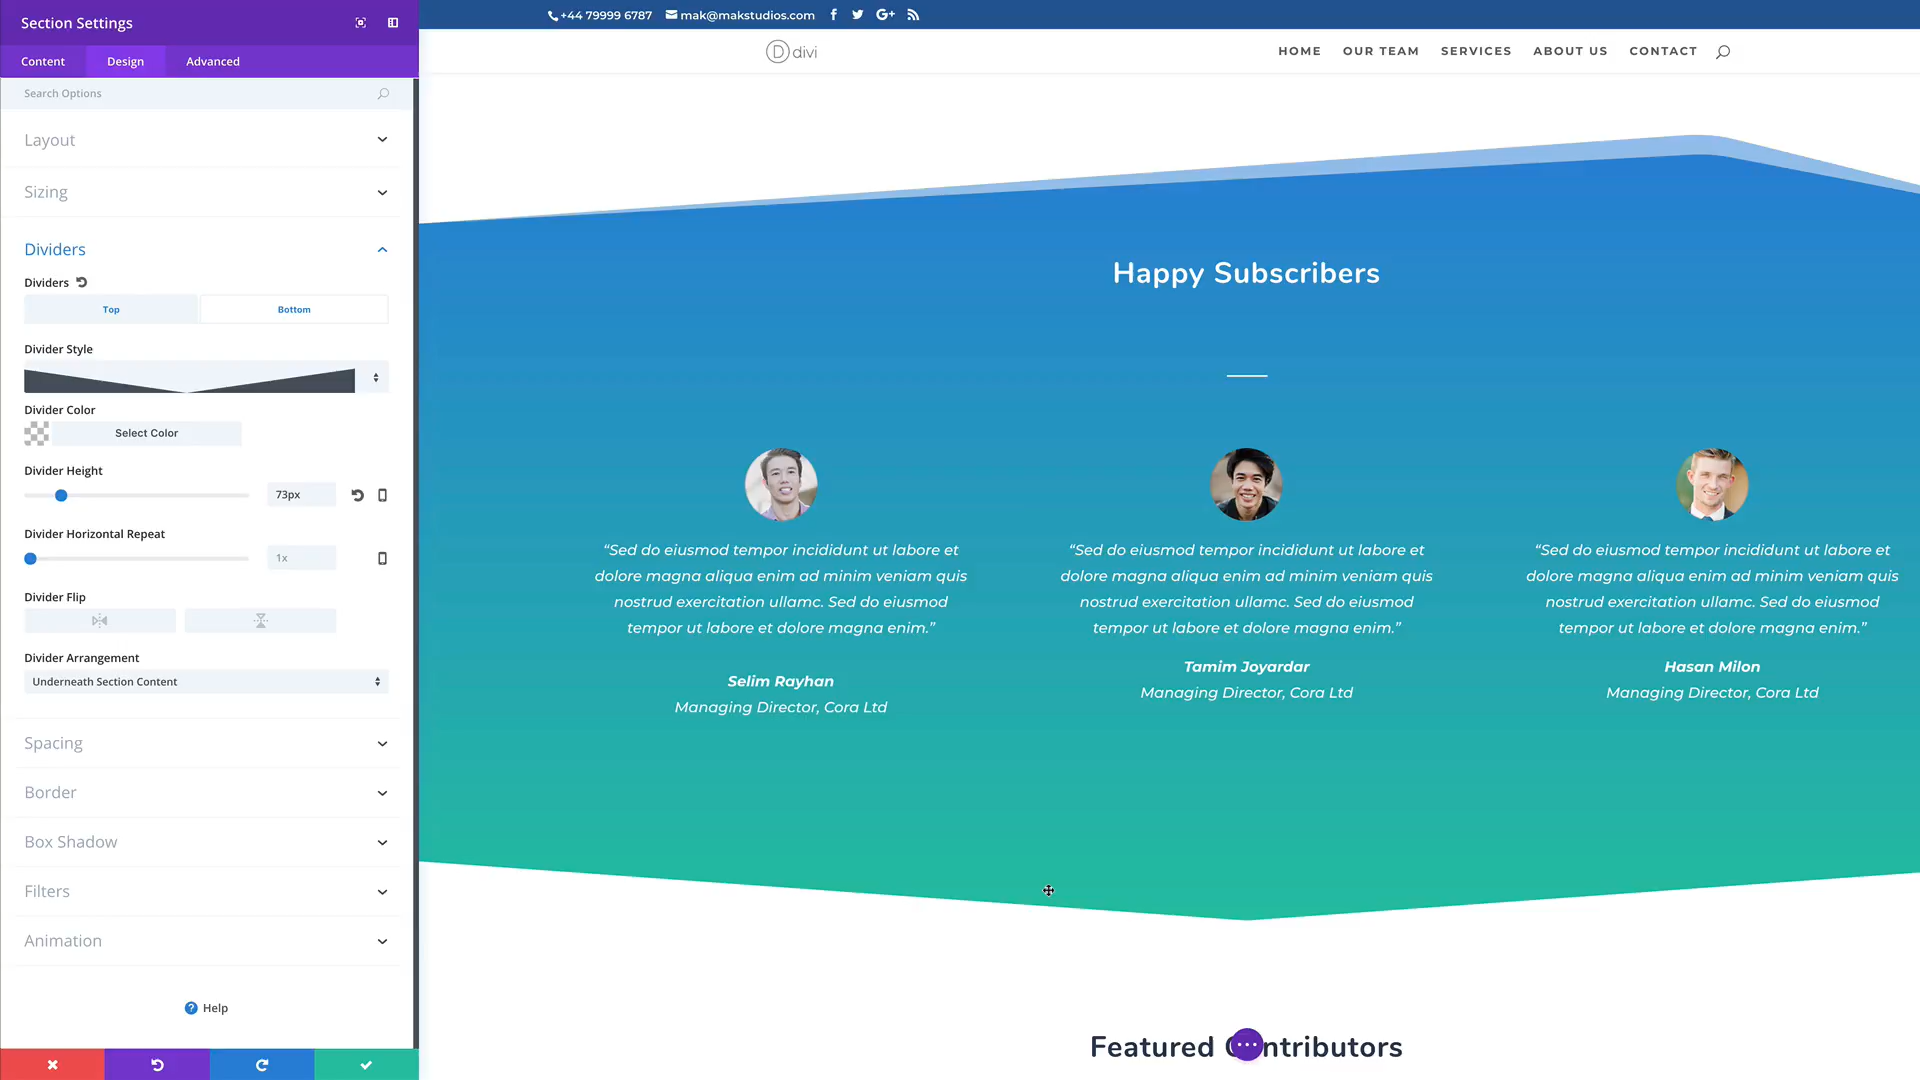 Section Settings
Content Design Advanced
Search Options
Layout
Sizing
Dividers
Dividers
Top Bottom
Divider Style
Divider Color
Select Color
Divider Height
73px
Divider Horizontal Repeat
1x
Divider Flip
Divider Arrangement
Underneath Section Content
Spacing
Border
Box Shadow
Filters
Animation
? Help
+44 79999 6787 mak@makstudios.com
D divi
HOME OUR TEAM SERVICES ABOUT US CONTACT
Happy Subscribers
“Sed do eiusmod tempor incididunt ut labore et
dolore magna aliqua enim ad minim veniam quis
nostrud exercitation ullamc. Sed do eiusmod
tempor ut labore et dolore magna enim.”
Selim Rayhan
Managing Director, Cora Ltd
“Sed do eiusmod tempor incididunt ut labore et
dolore magna aliqua enim ad minim veniam quis
nostrud exercitation ullamc. Sed do eiusmod
tempor ut labore et dolore magna enim.”
Tamim Joyardar
Managing Director, Cora Ltd
“Sed do eiusmod tempor incididunt ut labore et
dolore magna aliqua enim ad minim veniam quis
nostrud exercitation ullamc. Sed do eiusmod
tempor ut labore et dolore magna enim.”
Hasan Milon
Managing Director, Cora Ltd
Featured Contributors